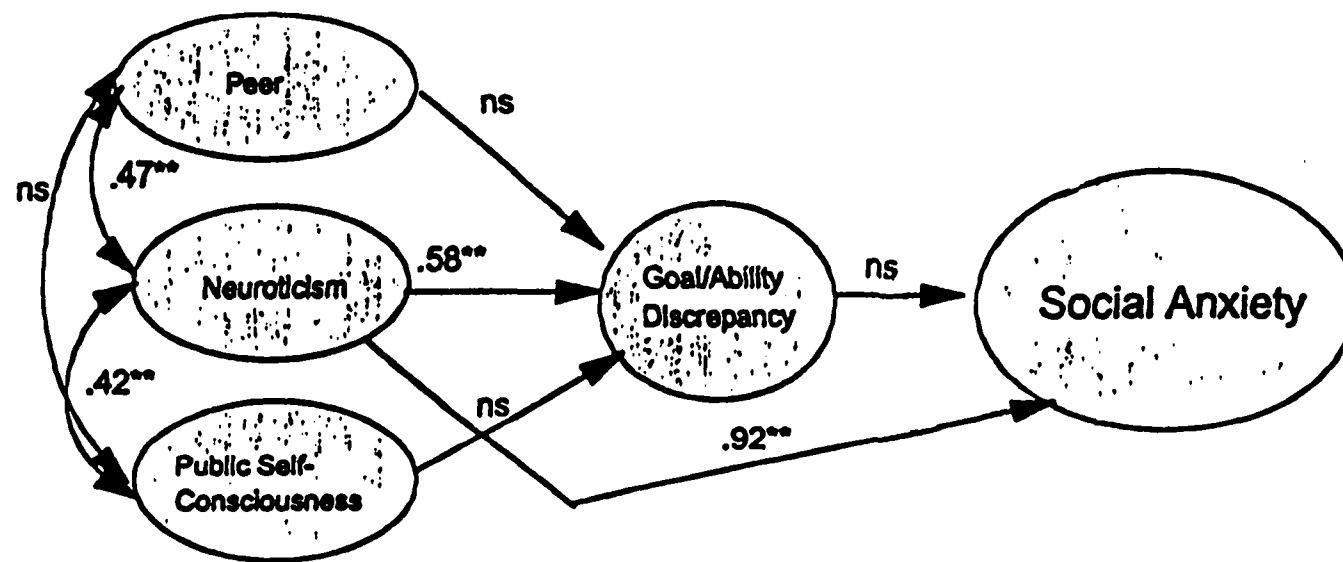 Peer
ns
ns
.47**
Neuroticism
.58**
Goal/Ability
Discrepancy
ns
Social Anxiety
.42**
ns
.92**
Public Self-
Consciousness